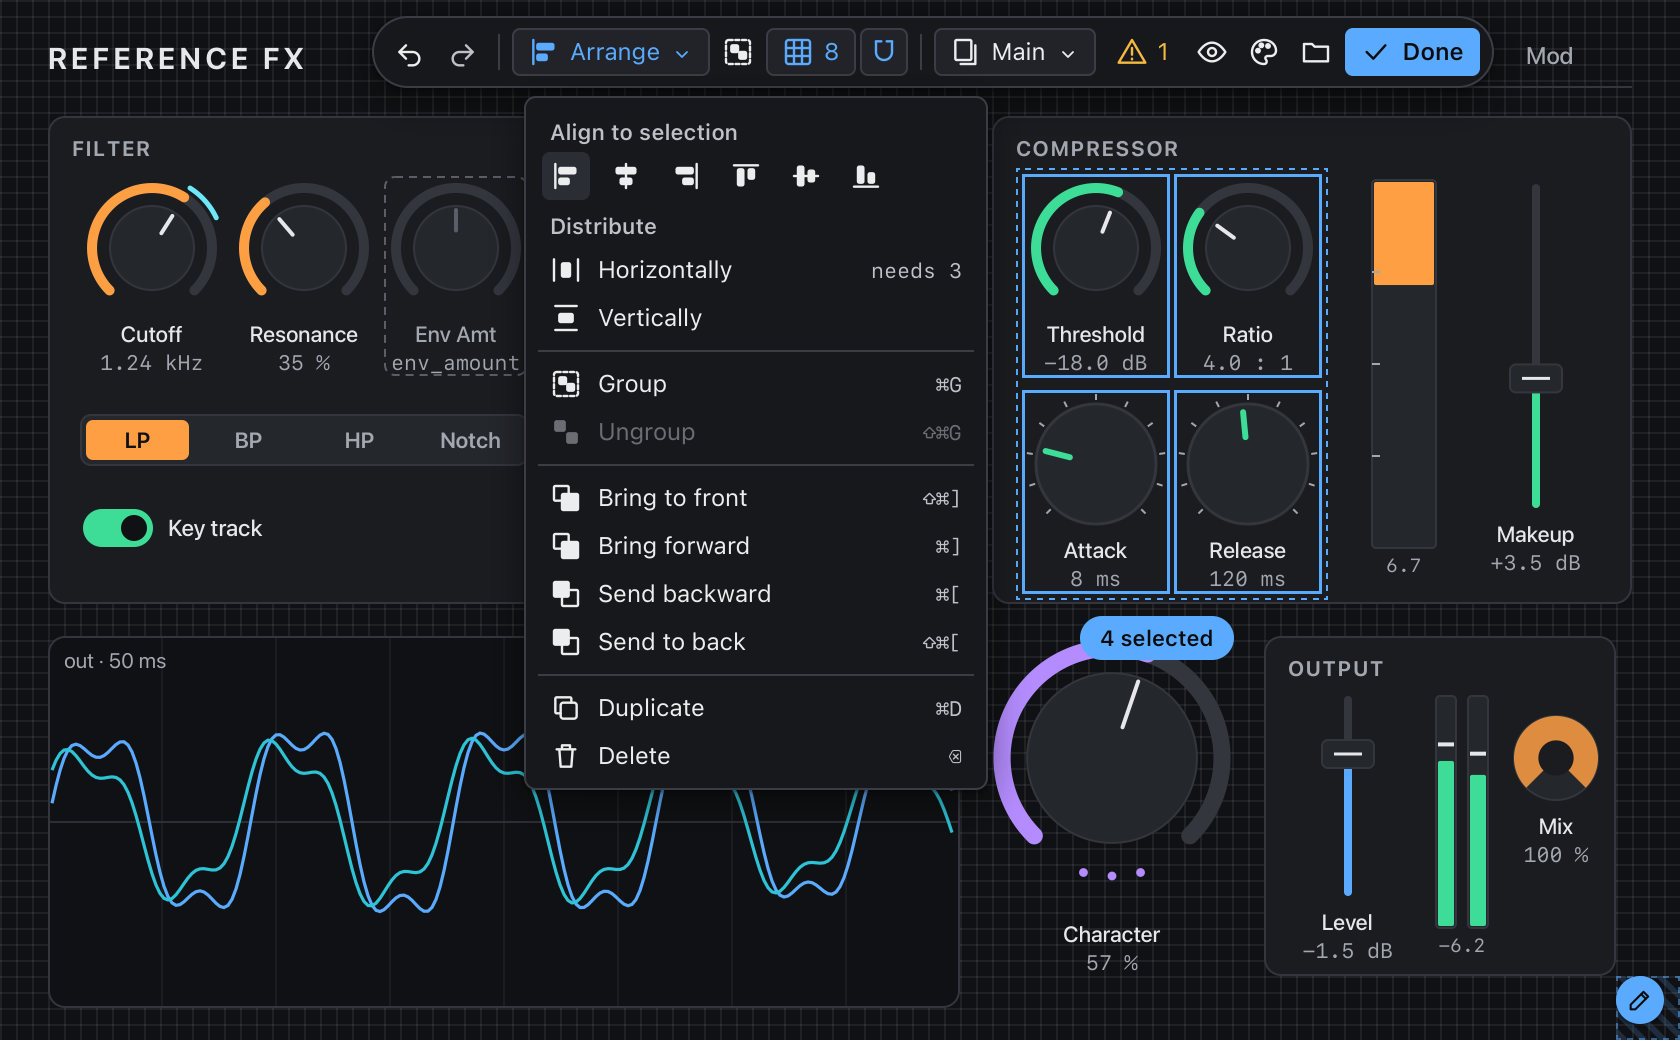 REFERENCE FX
Arrange
8
Main
1
Done
Mod
FILTER
Cutoff
1.24 kHz
Resonance
35 %
Env Amt
env_amount
LP
BP
HP
Notch
Key track
Align to selection
Distribute
Horizontally needs 3
Vertically
Group ⌘G
Ungroup ⇧⌘G
Bring to front ⇧⌘]
Bring forward ⌘]
Send backward ⌘[
Send to back ⇧⌘[
Duplicate ⌘D
Delete ⌫
COMPRESSOR
Threshold
−18.0 dB
Ratio
4.0 : 1
Attack
8 ms
Release
120 ms
6.7
Makeup
+3.5 dB
4 selected
out · 50 ms
Character
57 %
OUTPUT
Level
−1.5 dB
−6.2
Mix
100 %